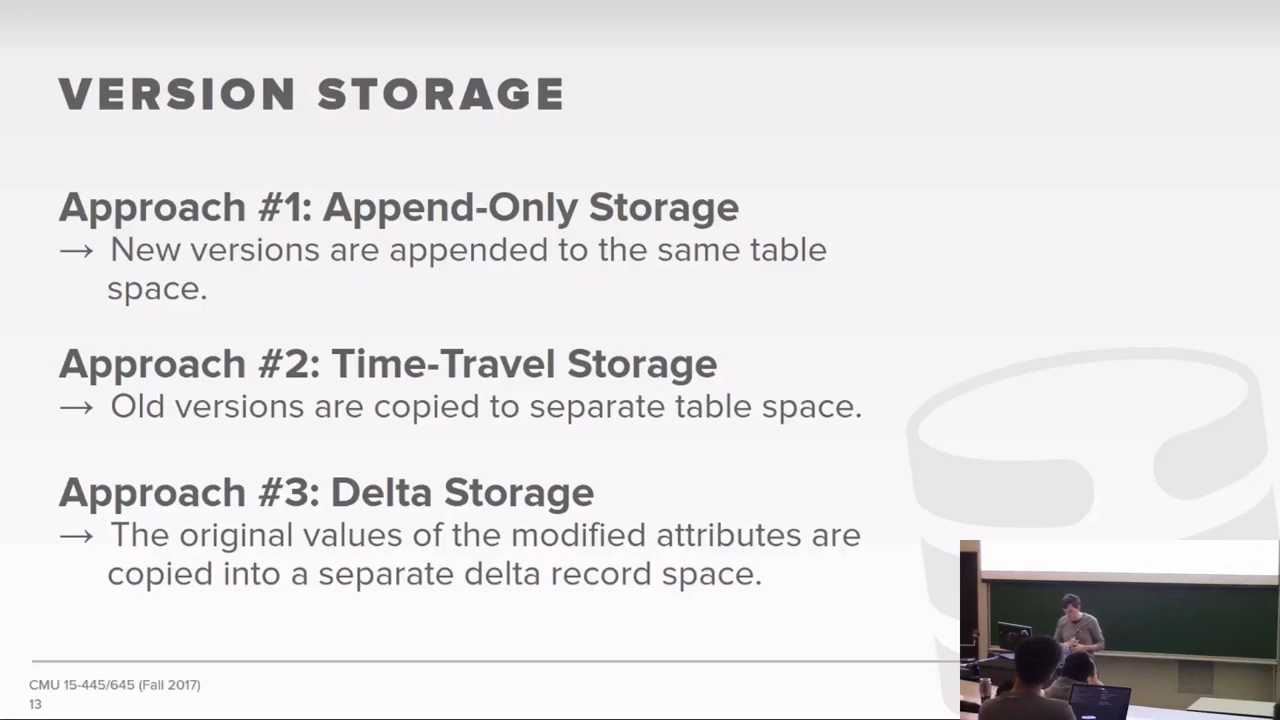 VERSION STORAGE
Approach #1: Append-Only Storage
→ New versions are appended to the same table
space.
Approach #2: Time-Travel Storage
→ Old versions are copied to separate table space.
Approach #3: Delta Storage
→ The original values of the modified attributes are
copied into a separate delta record space.
CMU 15-445/645 (Fall 2017)
13